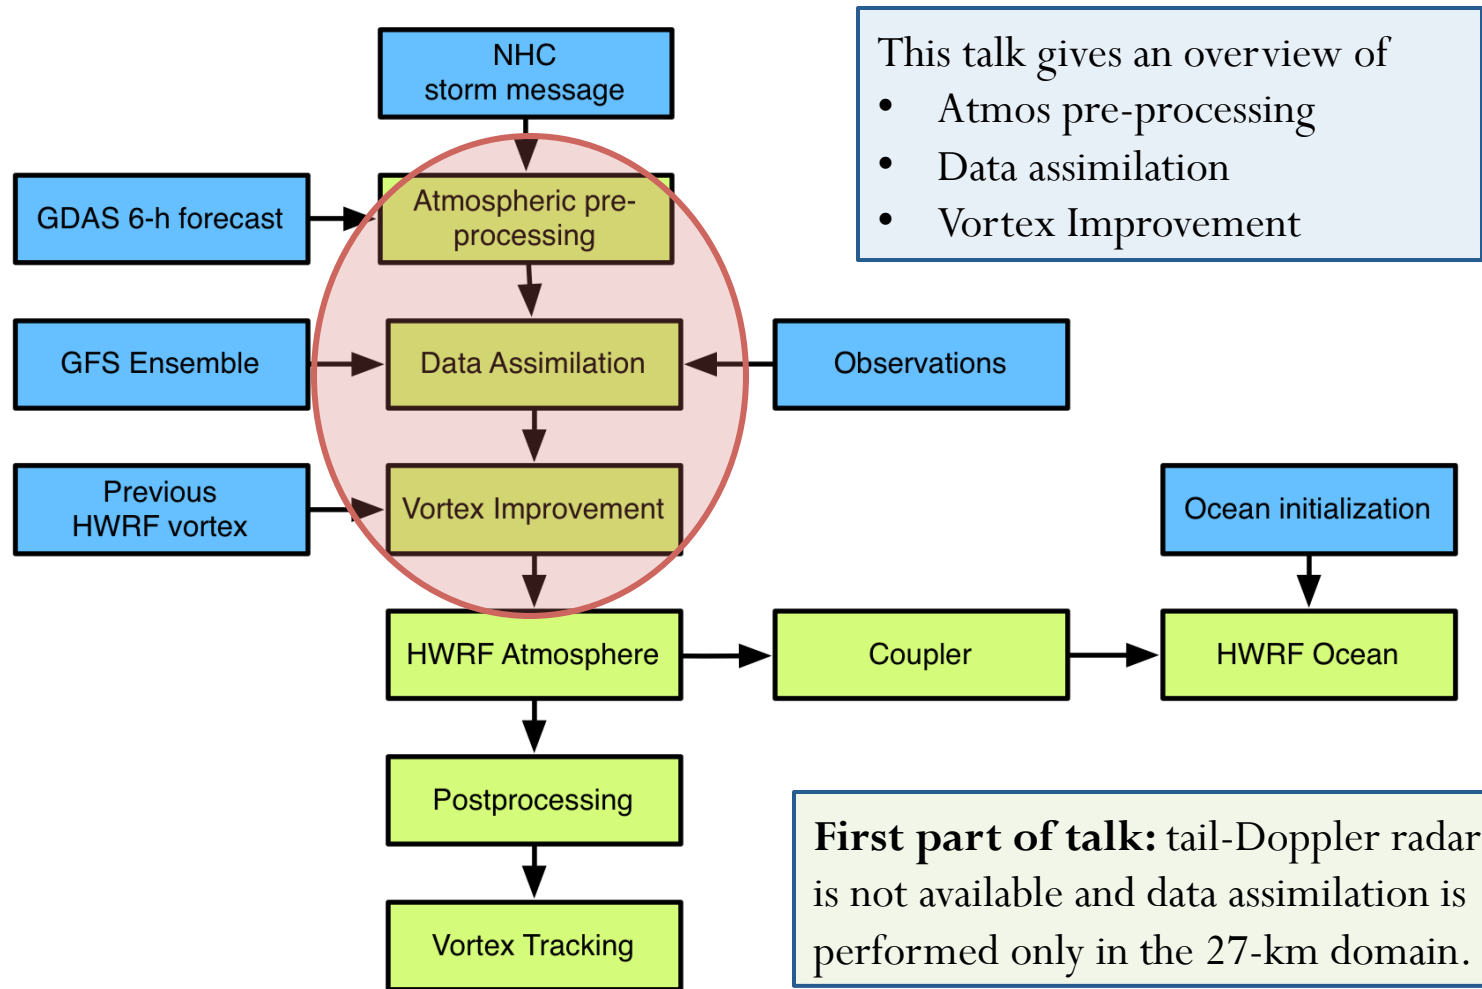 NHC
storm message
This talk gives an overview of
• Atmos pre-processing
• Data assimilation
• Vortex Improvement
GDAS 6-h forecast
Atmospheric pre-
processing
GFS Ensemble
Data Assimilation
Observations
Previous
HWRF vortex
Vortex Improvement
Ocean initialization
HWRF Atmosphere
Coupler
HWRF Ocean
Postprocessing
Vortex Tracking
First part of talk: tail-Doppler radar
is not available and data assimilation is
performed only in the 27-km domain.